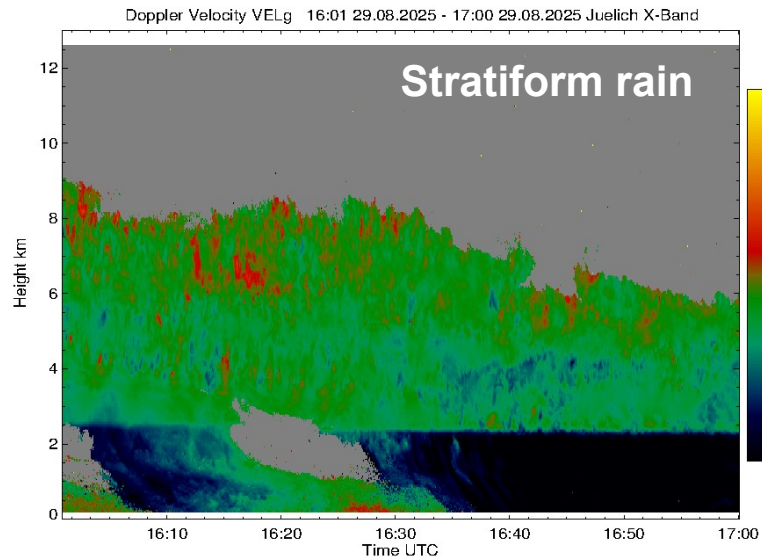 Doppler Velocity VELg 16:01 29.08.2025 - 17:00 29.08.2025 Juelich X-Band
Stratiform rain
12
10
8
6
4
2
0
Height km
16:10 16:20 16:30 16:40 16:50 17:00
Time UTC